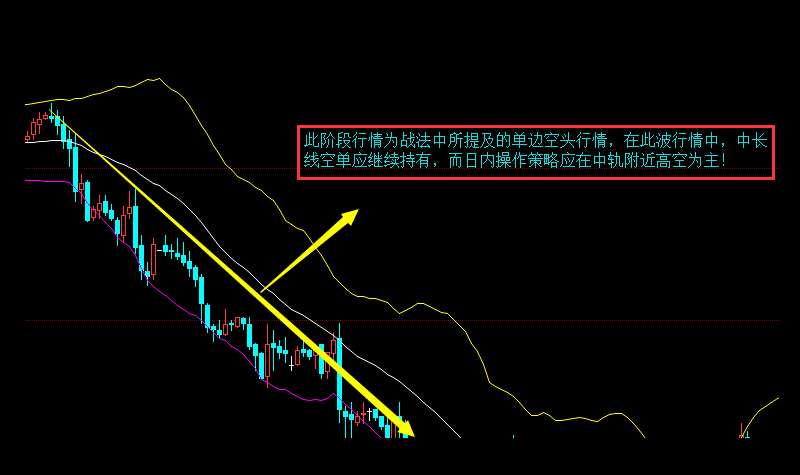 此阶段行情为战法中所提及的单边空头行情，在此波行情中，中长
线空单应继续持有，而日内操作策略应在中轨附近高空为主！